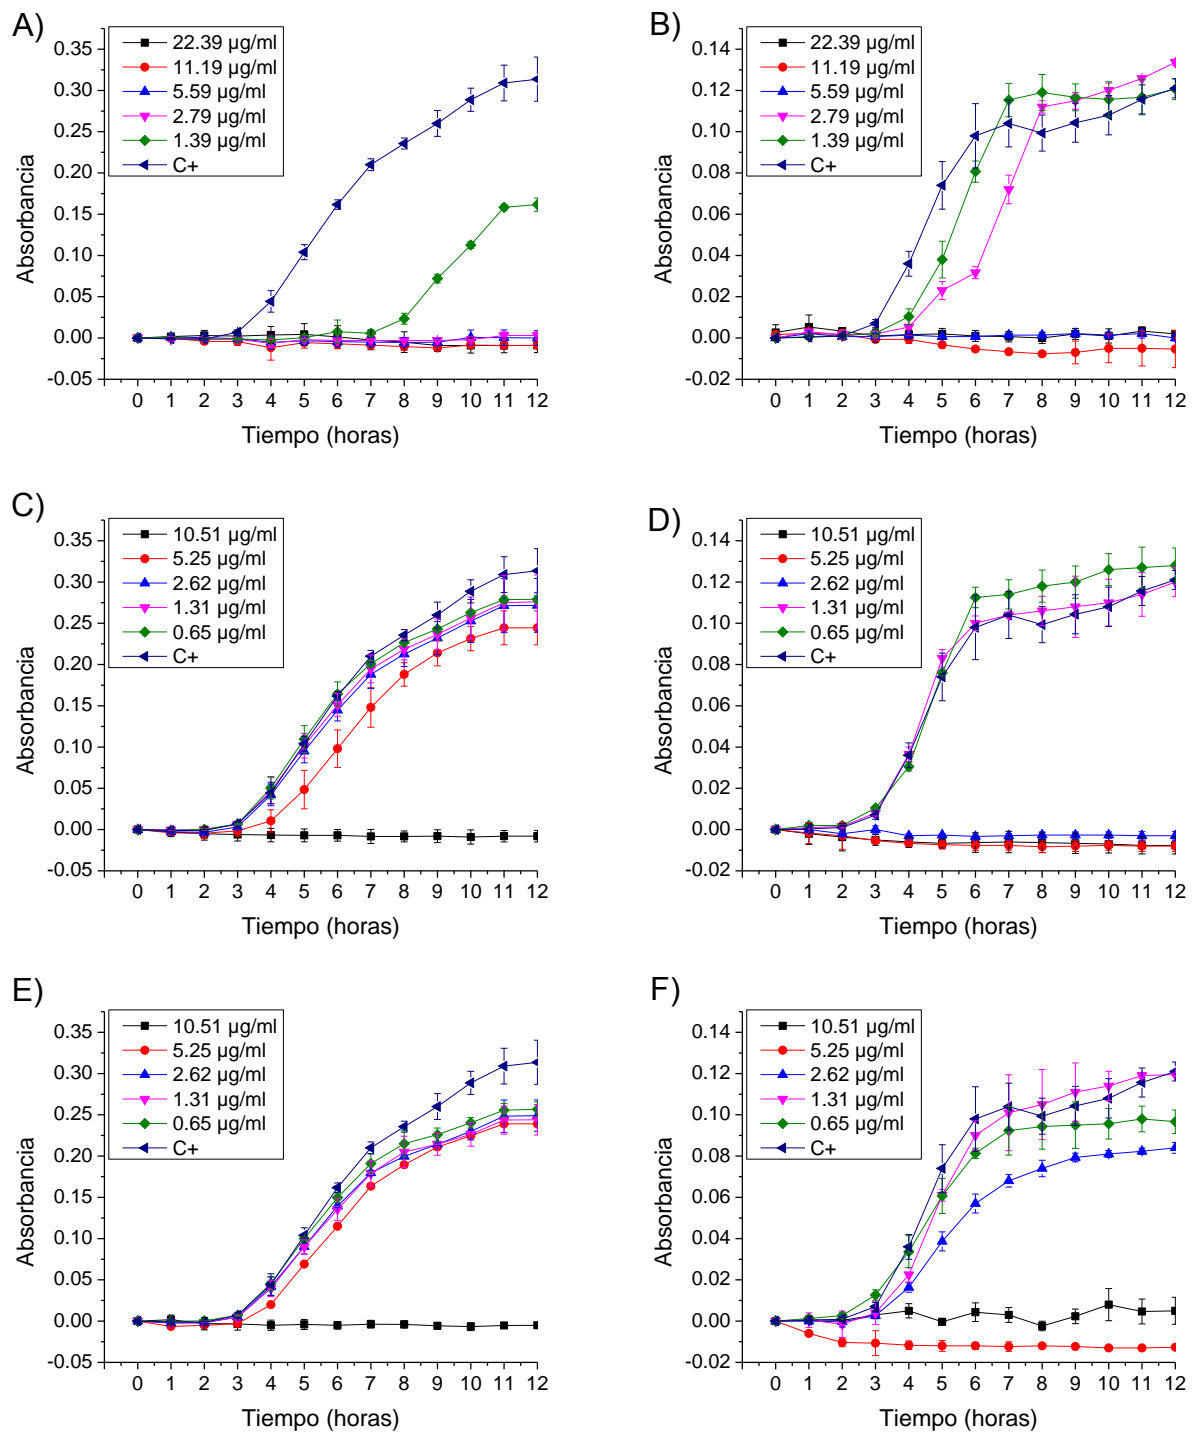 A)
22.39 µg/ml
11.19 µg/ml
5.59 µg/ml
2.79 µg/ml
1.39 µg/ml
C+
0.35
0.30
0.25
0.20
0.15
0.10
0.05
0.00
-0.05
Absorbancia
0 1 2 3 4 5 6 7 8 9 10 11 12
Tiempo (horas)
B)
22.39 µg/ml
11.19 µg/ml
5.59 µg/ml
2.79 µg/ml
1.39 µg/ml
C+
0.14
0.12
0.10
0.08
0.06
0.04
0.02
0.00
-0.02
Absorbancia
0 1 2 3 4 5 6 7 8 9 10 11 12
Tiempo (horas)
C)
10.51 µg/ml
5.25 µg/ml
2.62 µg/ml
1.31 µg/ml
0.65 µg/ml
C+
0.35
0.30
0.25
0.20
0.15
0.10
0.05
0.00
-0.05
Absorbancia
0 1 2 3 4 5 6 7 8 9 10 11 12
Tiempo (horas)
D)
10.51 µg/ml
5.25 µg/ml
2.62 µg/ml
1.31 µg/ml
0.65 µg/ml
C+
0.14
0.12
0.10
0.08
0.06
0.04
0.02
0.00
-0.02
Absorbancia
0 1 2 3 4 5 6 7 8 9 10 11 12
Tiempo (horas)
E)
10.51 µg/ml
5.25 µg/ml
2.62 µg/ml
1.31 µg/ml
0.65 µg/ml
C+
0.35
0.30
0.25
0.20
0.15
0.10
0.05
0.00
-0.05
Absorbancia
0 1 2 3 4 5 6 7 8 9 10 11 12
Tiempo (horas)
F)
10.51 µg/ml
5.25 µg/ml
2.62 µg/ml
1.31 µg/ml
0.65 µg/ml
C+
0.14
0.12
0.10
0.08
0.06
0.04
0.02
0.00
-0.02
Absorbancia
0 1 2 3 4 5 6 7 8 9 10 11 12
Tiempo (horas)